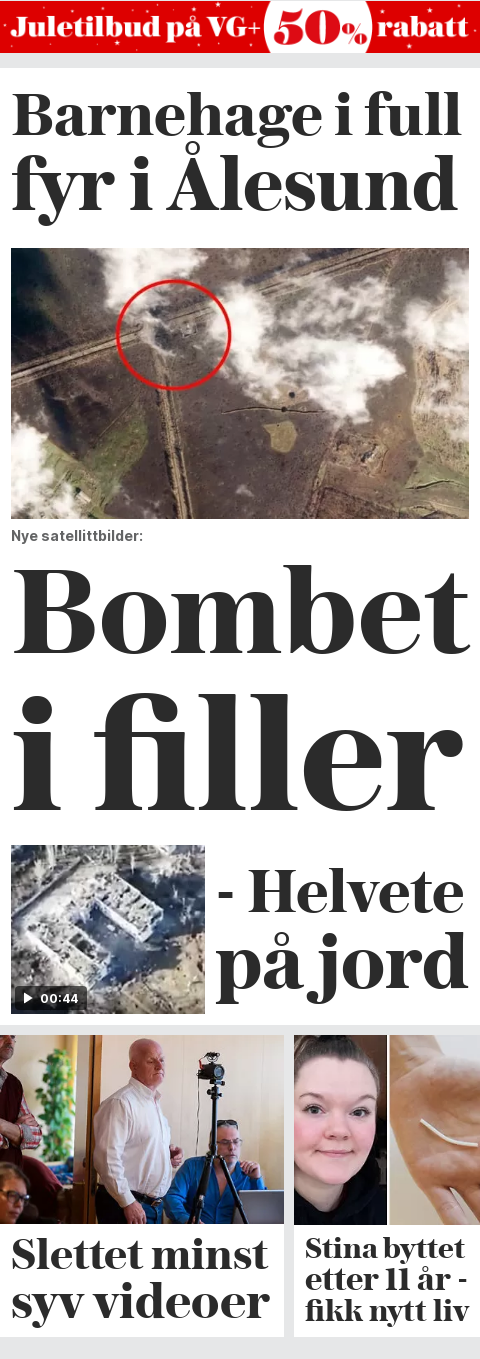 Juletilbud på VG+ 50% rabatt
Barnehage i full
fyr i Ålesund
Nye satellittbilder:
Bombet
i filler
00:44
- Helvete
på jord
Slettet minst
syv videoer
Stina byttet
etter 11 år -
fikk nytt liv